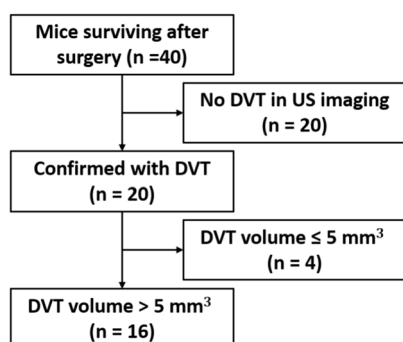 Mice surviving after
surgery (n =40)
No DVT in US imaging
(n = 20)
Confirmed with DVT
(n = 20)
DVT volume ≤ 5 mm³
(n = 4)
DVT volume > 5 mm³
(n = 16)